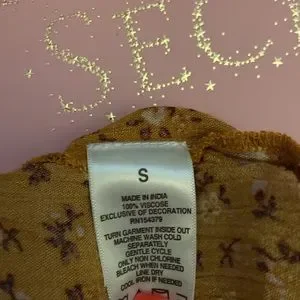 SEC
S
MADE IN INDIA
100% VISCOSE
EXCLUSIVE OF DECORATION
RN154379
TURN GARMENT INSIDE OUT
MACHINE WASH COLD
SEPARATELY
GENTLE CYCLE
ONLY NON CHLORINE
BLEACH WHEN NEEDED
LINE DRY
COOL IRON IF NEEDED